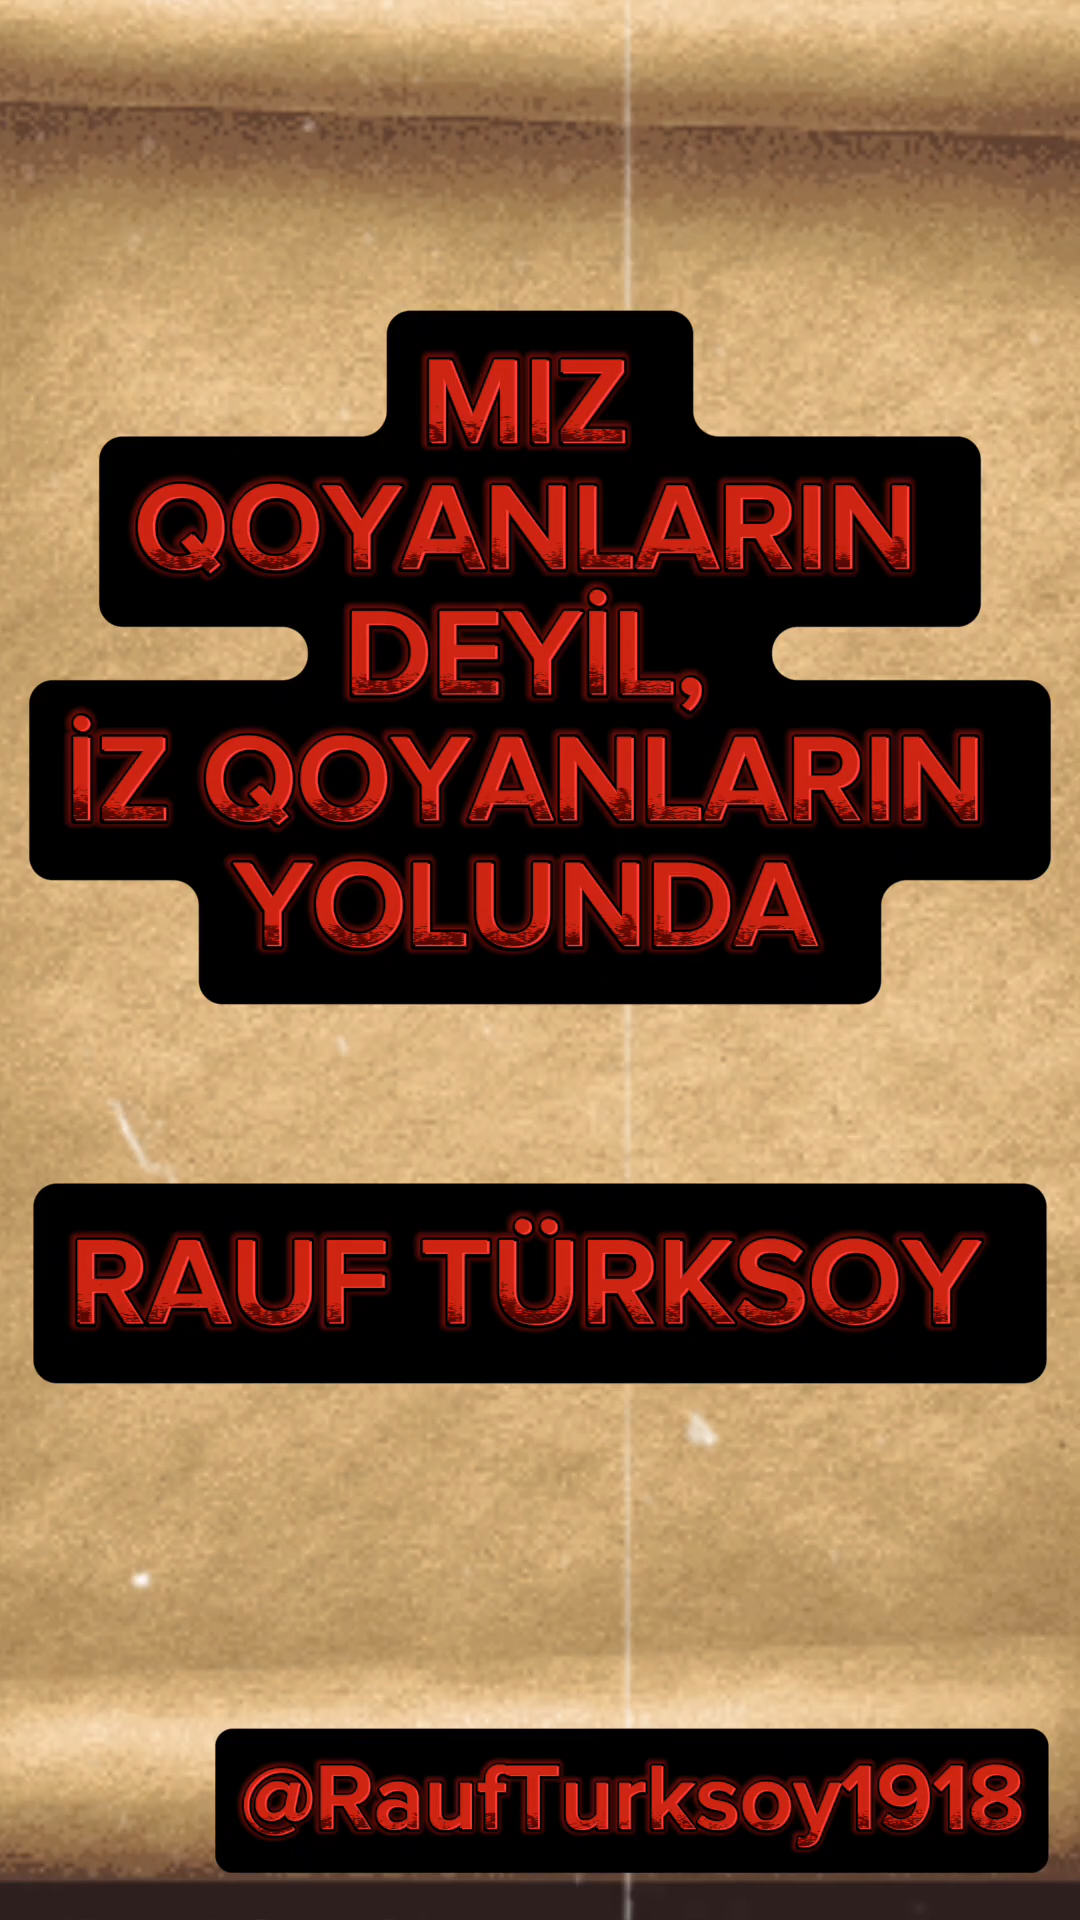 MIZ
QOYANLARIN
DEYİL,
İZ QOYANLARIN
YOLUNDA
RAUF TÜRKSOY
@RaufTurksoy1918